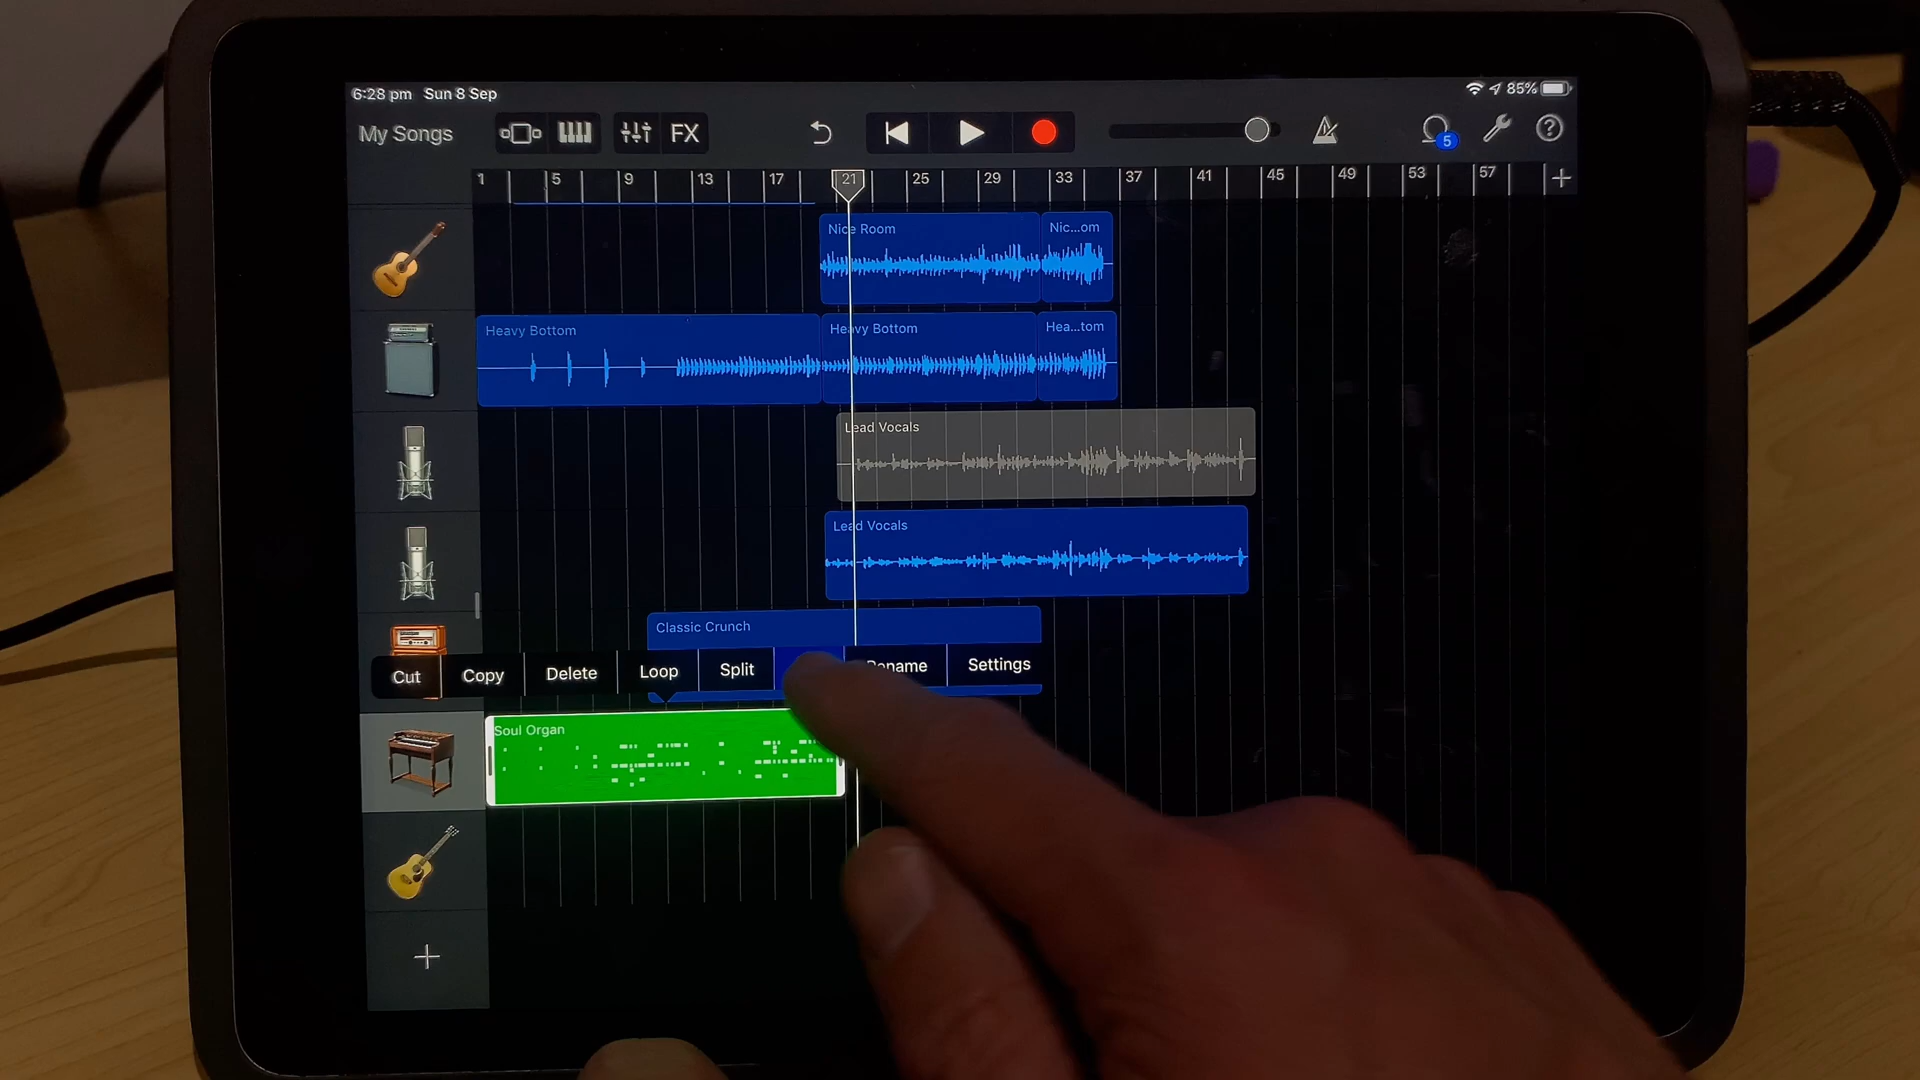 6:28 pm Sun 8 Sep
85%
My Songs
FX
5
1 5 9 13 17 21 25 29 33 37 41 45 49 53 57
Nice Room
Nic...om
Heavy Bottom
Heavy Bottom
Hea...tom
Lead Vocals
Lead Vocals
Classic Crunch
Cut Copy Delete Loop Split Rename Settings
Soul Organ